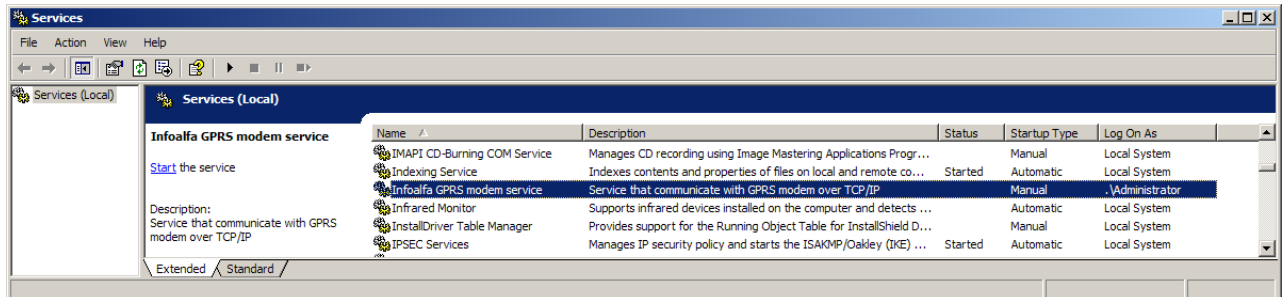 Services
File Action View Help
Services (Local)
Services (Local)
Infoalfa GPRS modem service
Start the service
Description:
Service that communicate with GPRS
modem over TCP/IP
Name Description Status Startup Type Log On As
IMAPI CD-Burning COM Service Manages CD recording using Image Mastering Applications Progr... Manual Local System
Indexing Service Indexes contents and properties of files on local and remote co... Started Automatic Local System
Infoalfa GPRS modem service Service that communicate with GPRS modem over TCP/IP Manual .\Administrator
Infrared Monitor Supports infrared devices installed on the computer and detects ... Automatic Local System
InstallDriver Table Manager Provides support for the Running Object Table for InstallShield D... Manual Local System
IPSEC Services Manages IP security policy and starts the ISAKMP/Oakley (IKE) ... Started Automatic Local System
Extended Standard